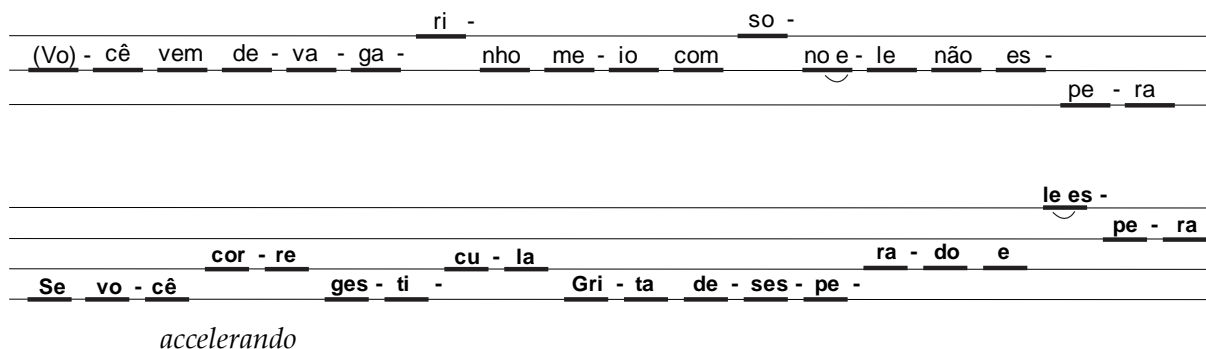 (Vo) - cê vem de - va - ga - ri - nho me - io com so - no e - le não es - pe - ra
Se vo - cê cor - re ges - ti - cu - la Gri - ta de - ses - pe - ra - do e le es - pe - ra
accelerando